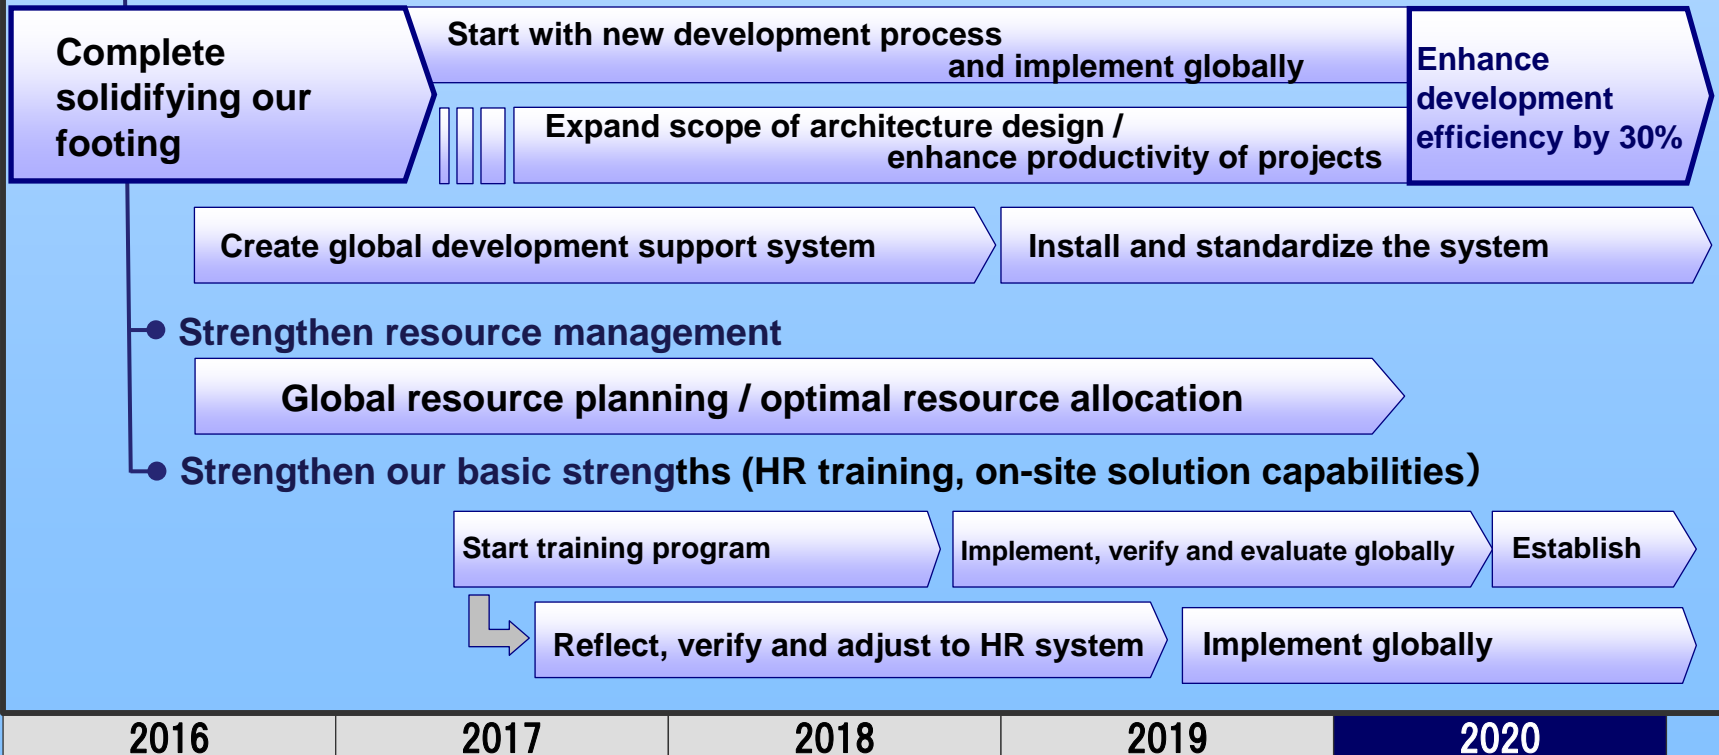 Complete
solidifying our
footing
Start with new development process
and implement globally
Expand scope of architecture design /
enhance productivity of projects
Enhance
development
efficiency by 30%
Create global development support system
Install and standardize the system
Strengthen resource management
Global resource planning / optimal resource allocation
Strengthen our basic strengths (HR training, on-site solution capabilities）
Start training program
Implement, verify and evaluate globally
Establish
Reflect, verify and adjust to HR system
Implement globally
2016 2017 2018 2019 2020